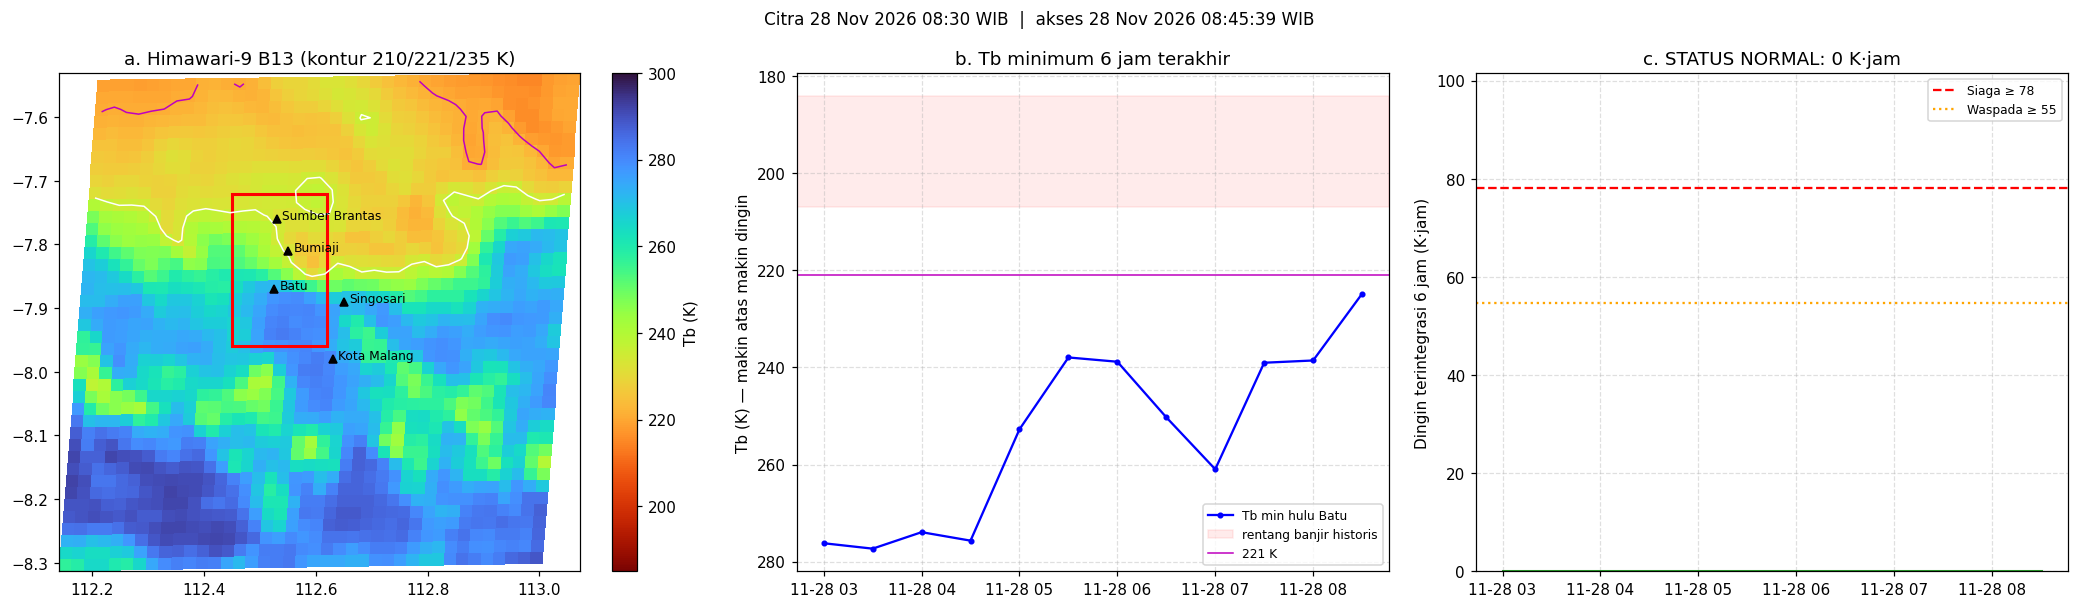 Citra 28 Nov 2026 08:30 WIB | akses 28 Nov 2026 08:45:39 WIB
a. Himawari-9 B13 (kontur 210/221/235 K)
−7.6
−7.7
−7.8
−7.9
−8.0
−8.1
−8.2
−8.3
112.2
112.4
112.6
112.8
113.0
Sumber Brantas
Bumiaji
Batu
Singosari
Kota Malang
300
280
260
240
220
200
Tb (K)
b. Tb minimum 6 jam terakhir
Tb (K) — makin atas makin dingin
180
200
220
240
260
280
11-28 03
11-28 04
11-28 05
11-28 06
11-28 07
11-28 08
Tb min hulu Batu
rentang banjir historis
221 K
c. STATUS NORMAL: 0 K·jam
Dingin terintegrasi 6 jam (K·jam)
100
80
60
40
20
0
11-28 03
11-28 04
11-28 05
11-28 06
11-28 07
11-28 08
Siaga ≥ 78
Waspada ≥ 55